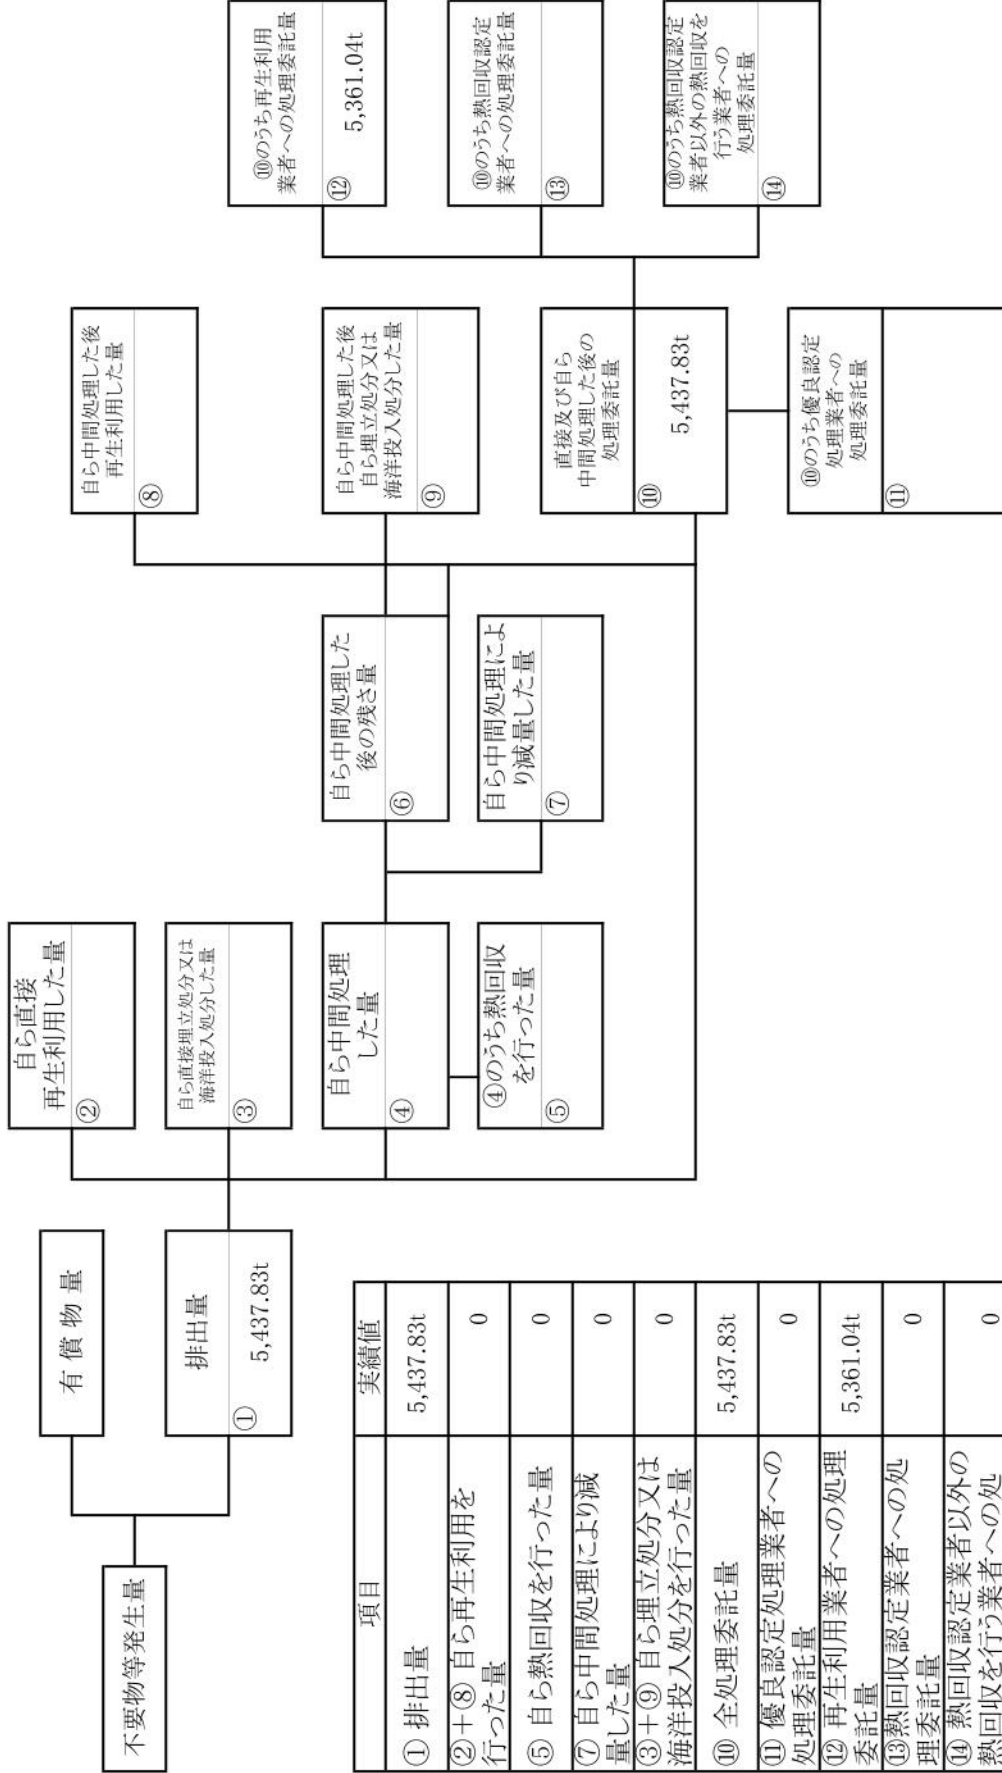 不要物等発生量
有償物量
排出量
①
5,437.83t
自ら直接
再生利用した量
②
自ら直接埋立処分又は
海洋投入処分した量
③
自ら中間処理
した量
④
④のうち熱回収
を行った量
⑤
自ら中間処理した
後の残さ量
⑥
自ら中間処理によ
り減量した量
⑦
自ら中間処理した後
再生利用した量
⑧
自ら中間処理した後
自ら埋立処分又は
海洋投入処分した量
⑨
直接及び自ら
中間処理した後の
処理委託量
⑩
5,437.83t
⑩のうち優良認定
処理業者への
処理委託量
⑪
⑩のうち再生利用
業者への処理委託量
⑫
5,361.04t
⑩のうち熱回収認定
業者への処理委託量
⑬
⑩のうち熱回収認定
業者以外の熱回収を
行う業者への
処理委託量
⑭
項目 実績値
① 排出量 5,437.83t
②＋⑧ 自ら再生利用を
行った量 0
⑤ 自ら熱回収を行った量 0
⑦ 自ら中間処理により減
量した量 0
③＋⑨ 自ら埋立処分又は
海洋投入処分を行った量 0
⑩ 全処理委託量 5,437.83t
⑪ 優良認定処理業者への
処理委託量 0
⑫ 再生利用業者への処理
委託量 5,361.04t
⑬熱回収認定業者への処
理委託量 0
⑭ 熱回収認定業者以外の
熱回収を行う業者への処 0